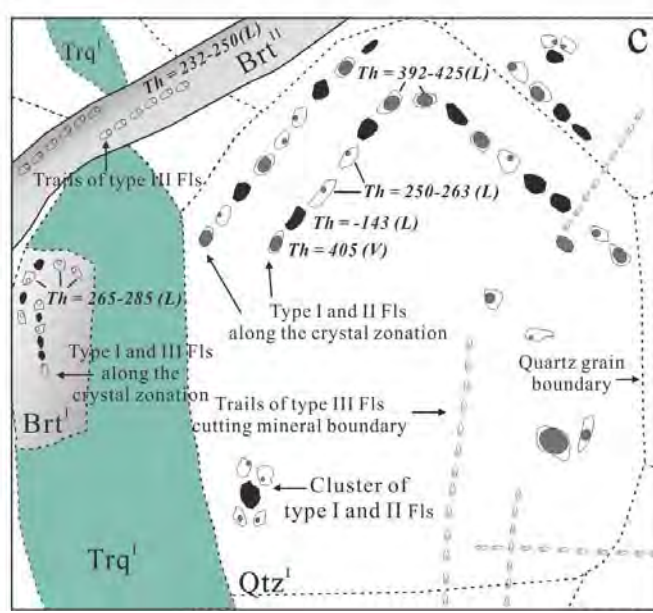 C
Trq^I
Th = 232-250(L)
Brt^II
Th = 392-425(L)
Trails of type III FIs
Th = 250-263 (L)
Th = -143 (L)
Th = 405 (V)
Th = 265-285 (L)
Type I and II FIs
along the crystal zonation
Type I and III FIs
along the
crystal zonation
Quartz grain
boundary
Brt^I
Trails of type III FIs
cutting mineral boundary
Cluster of
type I and II FIs
Trq^I
Qtz^I